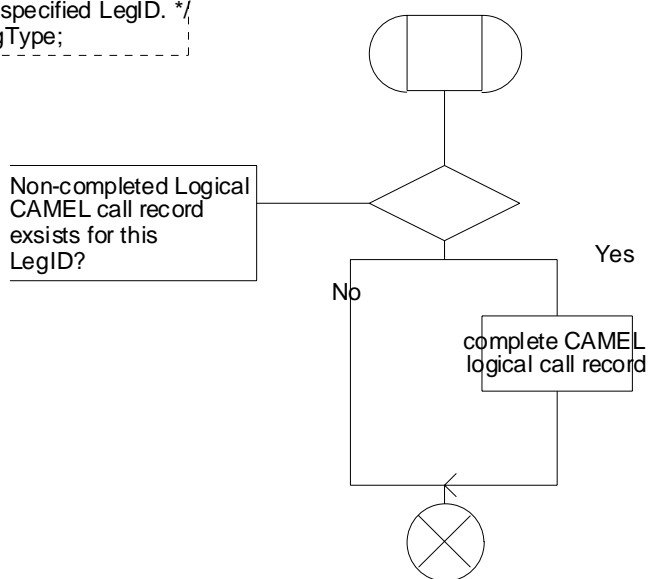 specified LegID. */
gType;
Non-completed Logical
CAMEL call record
exsists for this
LegID?
Yes
No
complete CAMEL
logical call record